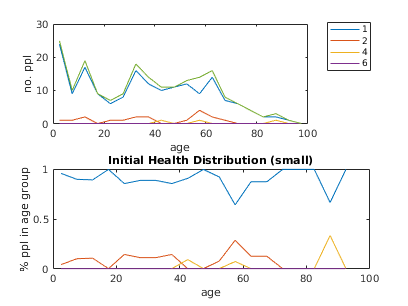 30
20
10
0
no. ppl
0 20 40 60 80 100
age
1
2
4
6
Initial Health Distribution (small)
1
0.5
0
% ppl in age group
0 20 40 60 80 100
age